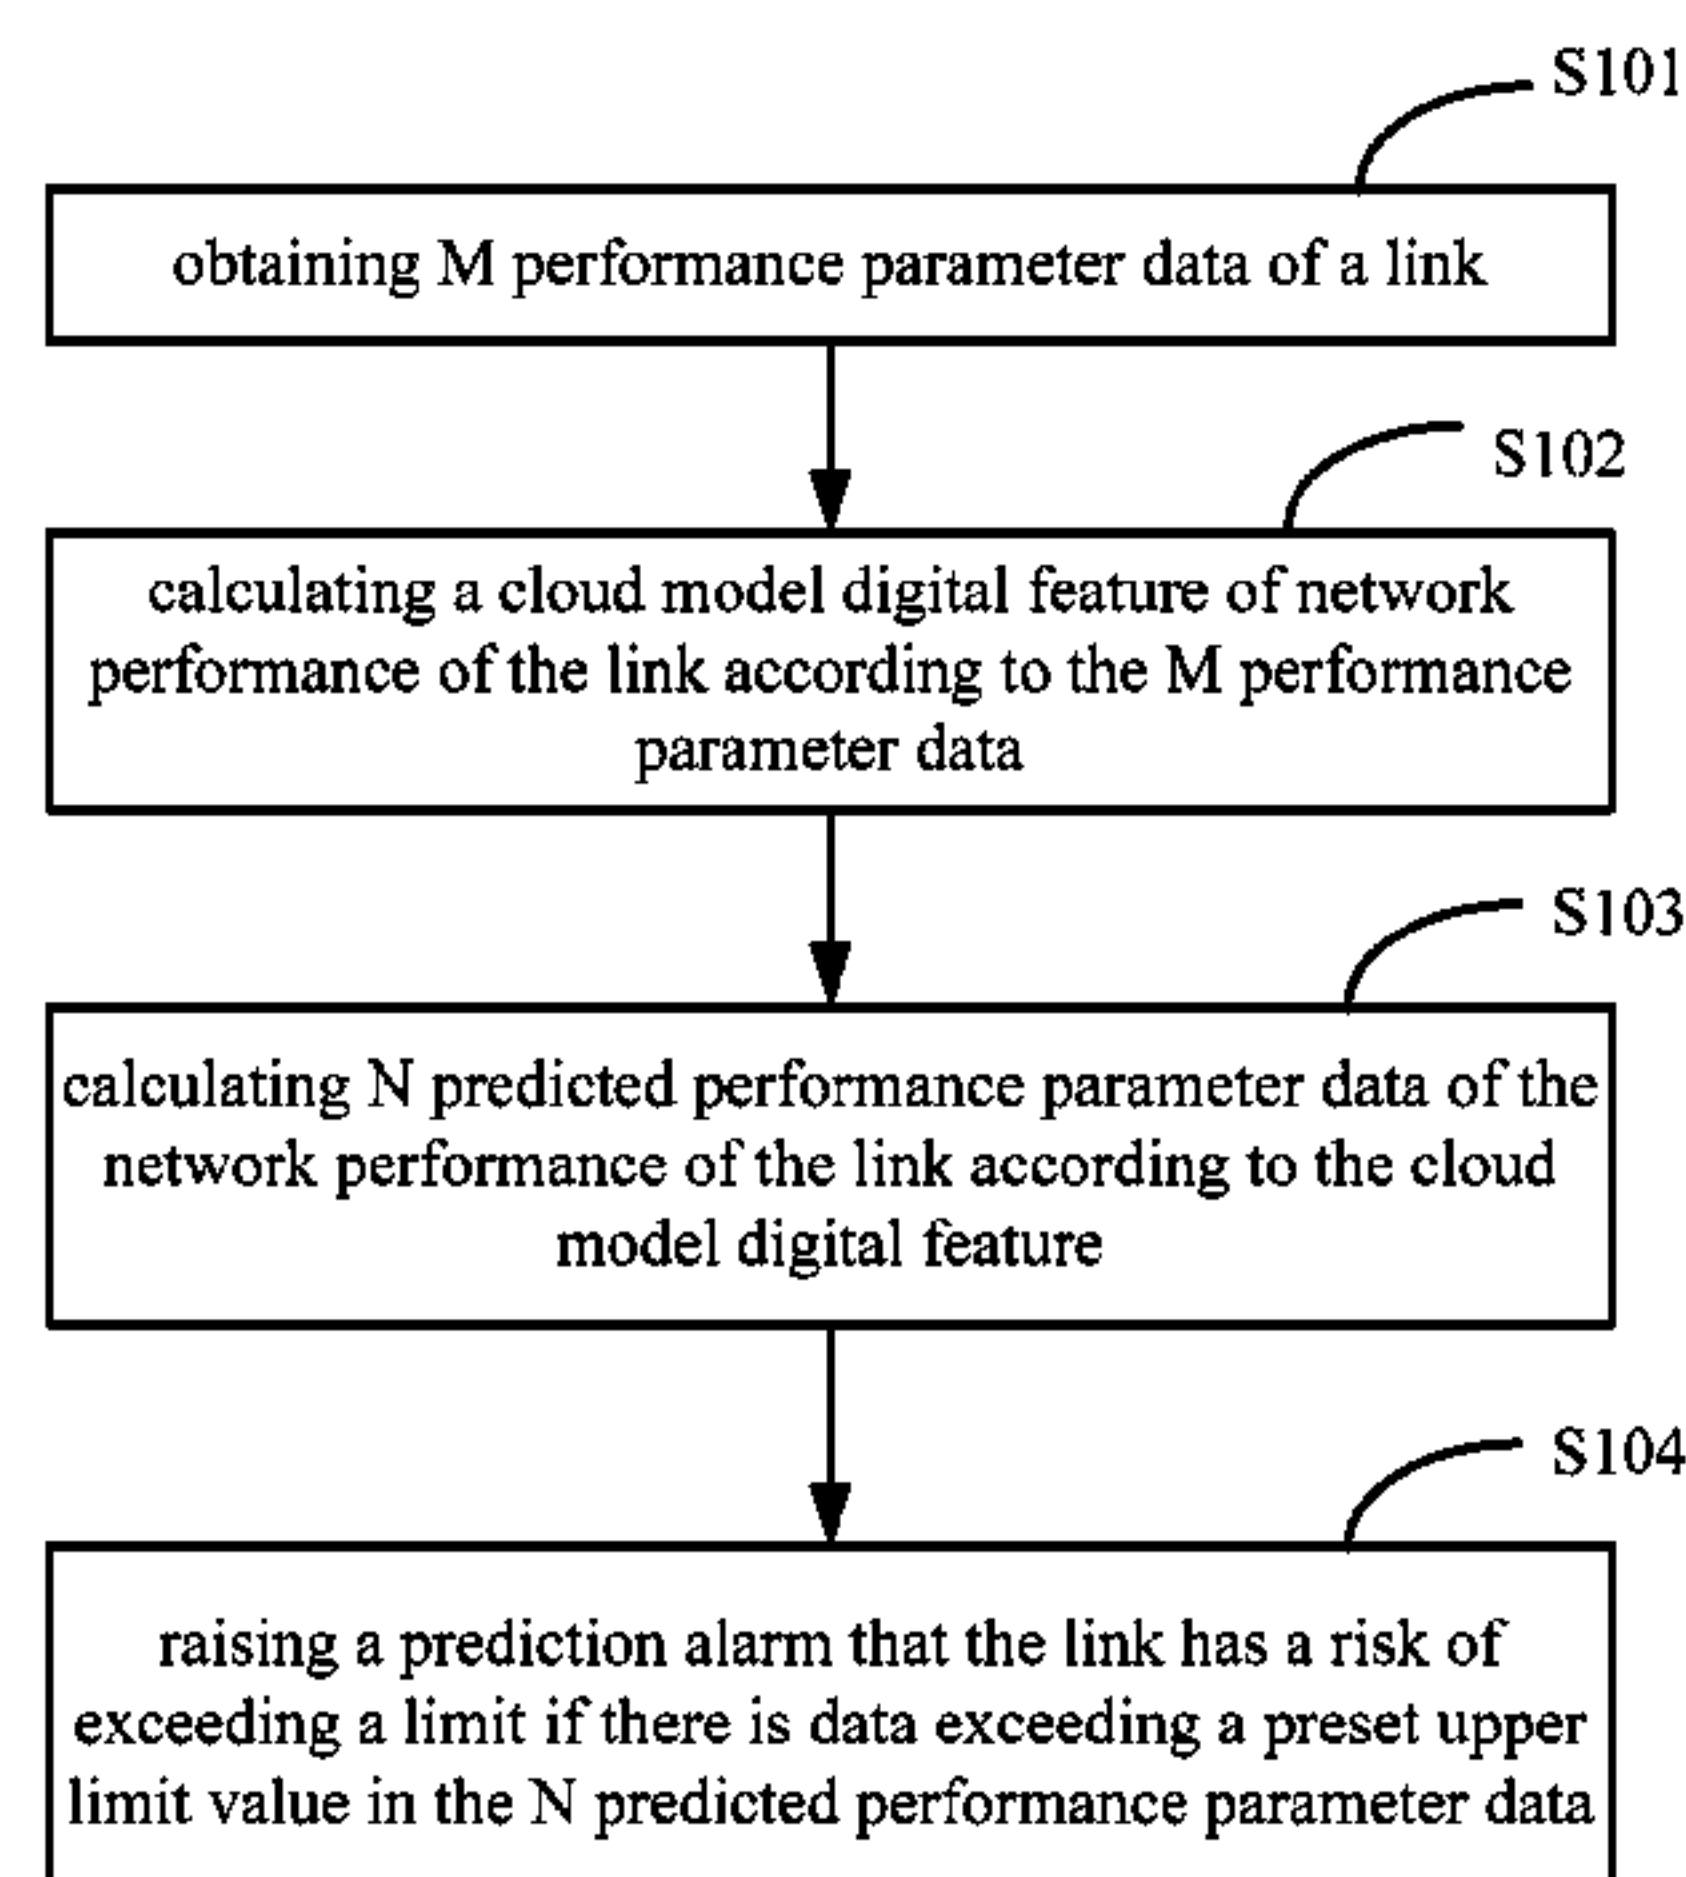 S101
obtaining M performance parameter data of a link
S102
calculating a cloud model digital feature of network
performance of the link according to the M performance
parameter data
S103
calculating N predicted performance parameter data of the
network performance of the link according to the cloud
model digital feature
S104
raising a prediction alarm that the link has a risk of
exceeding a limit if there is data exceeding a preset upper
limit value in the N predicted performance parameter data